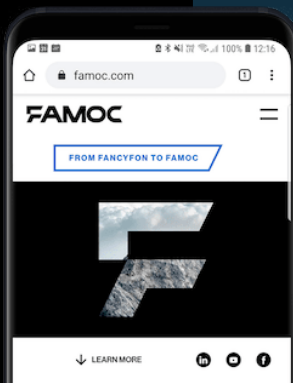 100% 12:16
famoc.com 1
FAMOC
FROM FANCYFON TO FAMOC
LEARN MORE